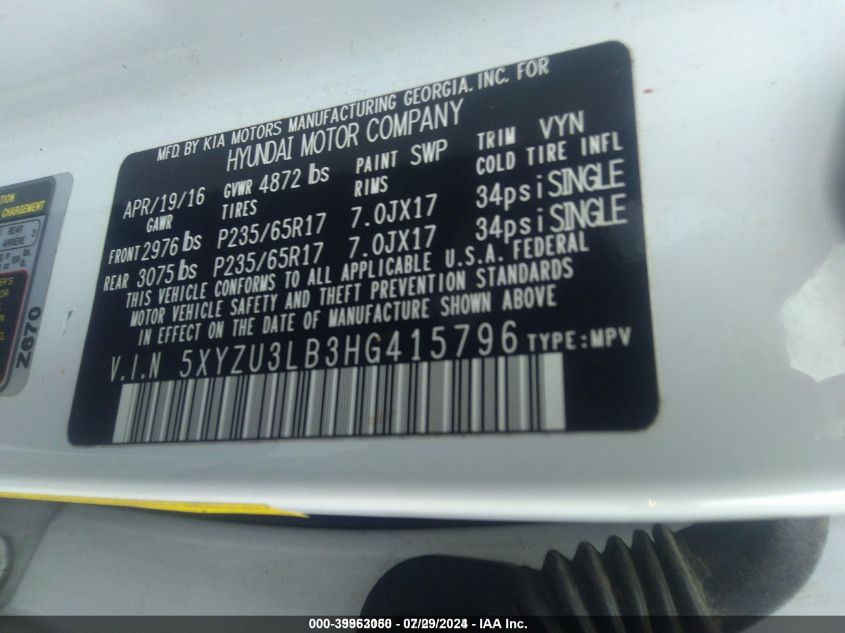 MFD. BY KIA MOTORS MANUFACTURING GEORGIA. INC. FOR
HYUNDAI MOTOR COMPANY
APR/19/16 GVWR 4872 lbs PAINT SWP TRIM VYN
GAWR TIRES RIMS COLD TIRE INFL
FRONT 2976 lbs P235/65R17 7.0JX17 34psi SINGLE
REAR 3075 lbs P235/65R17 7.0JX17 34psi SINGLE
THIS VEHICLE CONFORMS TO ALL APPLICABLE U.S.A. FEDERAL
MOTOR VEHICLE SAFETY AND THEFT PREVENTION STANDARDS
IN EFFECT ON THE DATE OF MANUFACTURE SHOWN ABOVE
V.I.N 5XYZU3LB3HG415796 TYPE:MPV
CHARGEMENT
REAR
ARRIERE
Z670
07/29/2024 - IAA Inc.